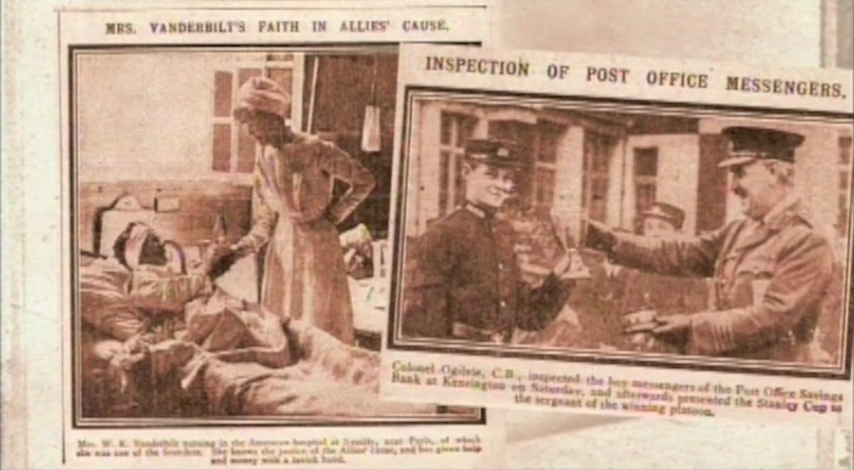 MRS. VANDERBILT'S FAITH IN ALLIES' CAUSE.
Mrs. W. K. Vanderbilt nursing in the American hospital at Neuilly, near Paris, of which
she was one of the founders. She knows the justice of the Allies' cause, and has given help
and money with a lavish hand.
INSPECTION OF POST OFFICE MESSENGERS.
Colonel Ogilvie, C.B., inspected the boy messengers of the Post Office Savings
Bank at Kensington on Saturday, and afterwards presented the Stanley Cup to
the sergeant of the winning platoon.